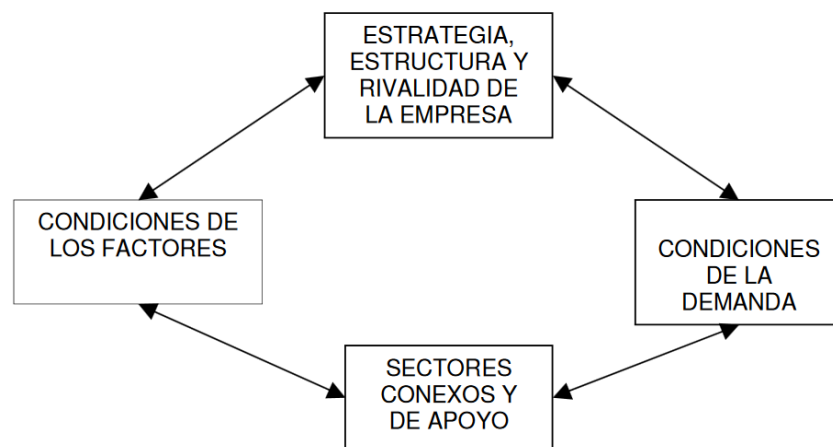 ESTRATEGIA,
ESTRUCTURA Y
RIVALIDAD DE
LA EMPRESA
CONDICIONES DE
LOS FACTORES
CONDICIONES
DE LA
DEMANDA
SECTORES
CONEXOS Y
DE APOYO